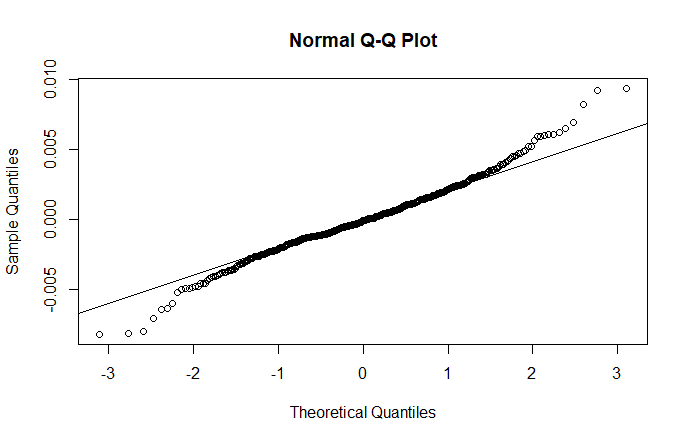 Normal Q-Q Plot
0.010
0.005
0.000
-0.005
Sample Quantiles
-3 -2 -1 0 1 2 3
Theoretical Quantiles